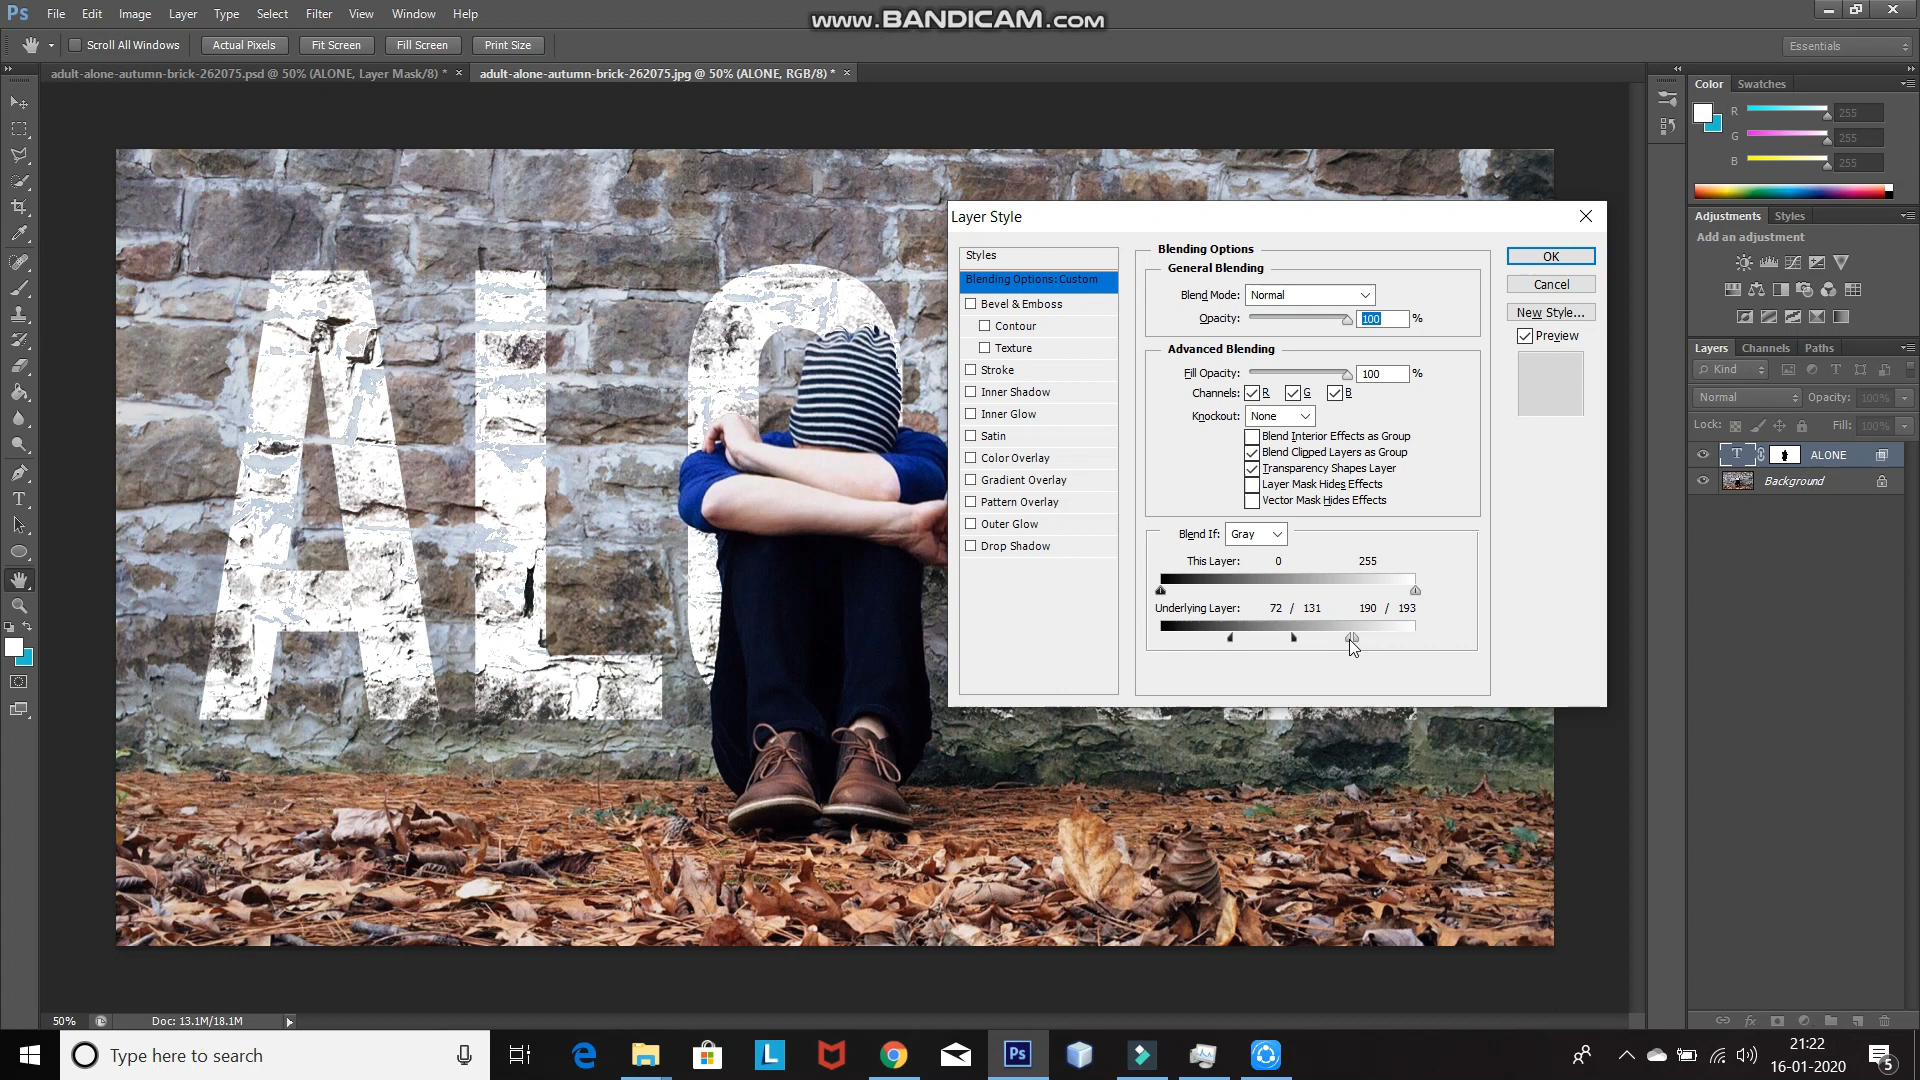 Ps File Edit Image Layer Type Select Filter View Window Help
www.BANDICAM.com
Scroll All Windows Actual Pixels Fit Screen Fill Screen Print Size
Essentials
adult-alone-autumn-brick-262075.psd @ 50% (ALONE, Layer Mask/8) * ×
adult-alone-autumn-brick-262075.jpg @ 50% (ALONE, RGB/8) * ×
Color Swatches
R 255
G 255
B 255
Adjustments Styles
Add an adjustment
Layers Channels Paths
Kind
Normal Opacity: 100%
Lock: Fill: 100%
T ALONE
Background
ALO
Layer Style
Styles
Blending Options: Custom
Bevel & Emboss
Contour
Texture
Stroke
Inner Shadow
Inner Glow
Satin
Color Overlay
Gradient Overlay
Pattern Overlay
Outer Glow
Drop Shadow
Blending Options
General Blending
Blend Mode: Normal
Opacity: 100 %
Advanced Blending
Fill Opacity: 100 %
Channels: R G B
Knockout: None
Blend Interior Effects as Group
Blend Clipped Layers as Group
Transparency Shapes Layer
Layer Mask Hides Effects
Vector Mask Hides Effects
Blend If: Gray
This Layer: 0 255
Underlying Layer: 72 / 131 190 / 193
OK
Cancel
New Style...
Preview
50% Doc: 13.1M/18.1M
Type here to search
Ps
21:22
16-01-2020
5